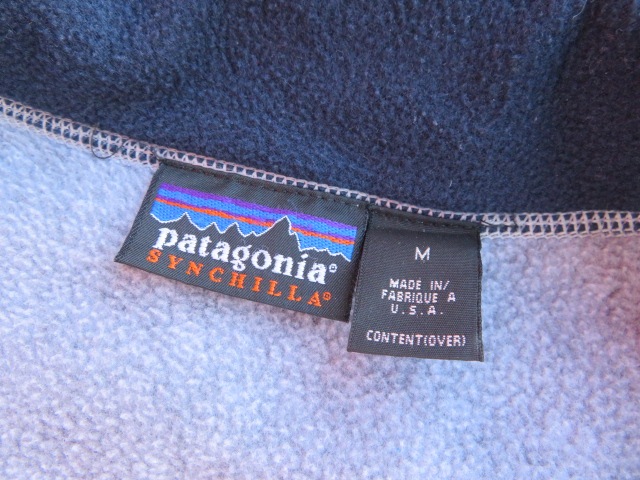 patagonia®
SYNCHILLA®
M
MADE IN/
FABRIQUE A
U.S.A.
CONTENT(OVER)